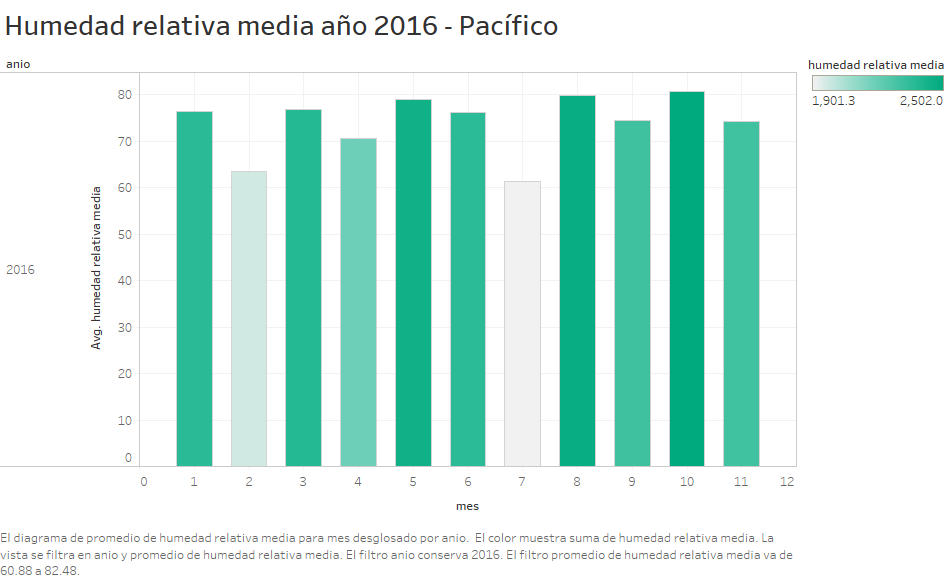 Humedad relativa media año 2016 - Pacífico
anio
humedad relativa media
1,901.3 2,502.0
80
70
60
50
40
30
20
10
0
2016
Avg. humedad relativa media
0 1 2 3 4 5 6 7 8 9 10 11 12
mes
El diagrama de promedio de humedad relativa media para mes desglosado por anio.  El color muestra suma de humedad relativa media. La
vista se filtra en anio y promedio de humedad relativa media. El filtro anio conserva 2016. El filtro promedio de humedad relativa media va de
60.88 a 82.48.